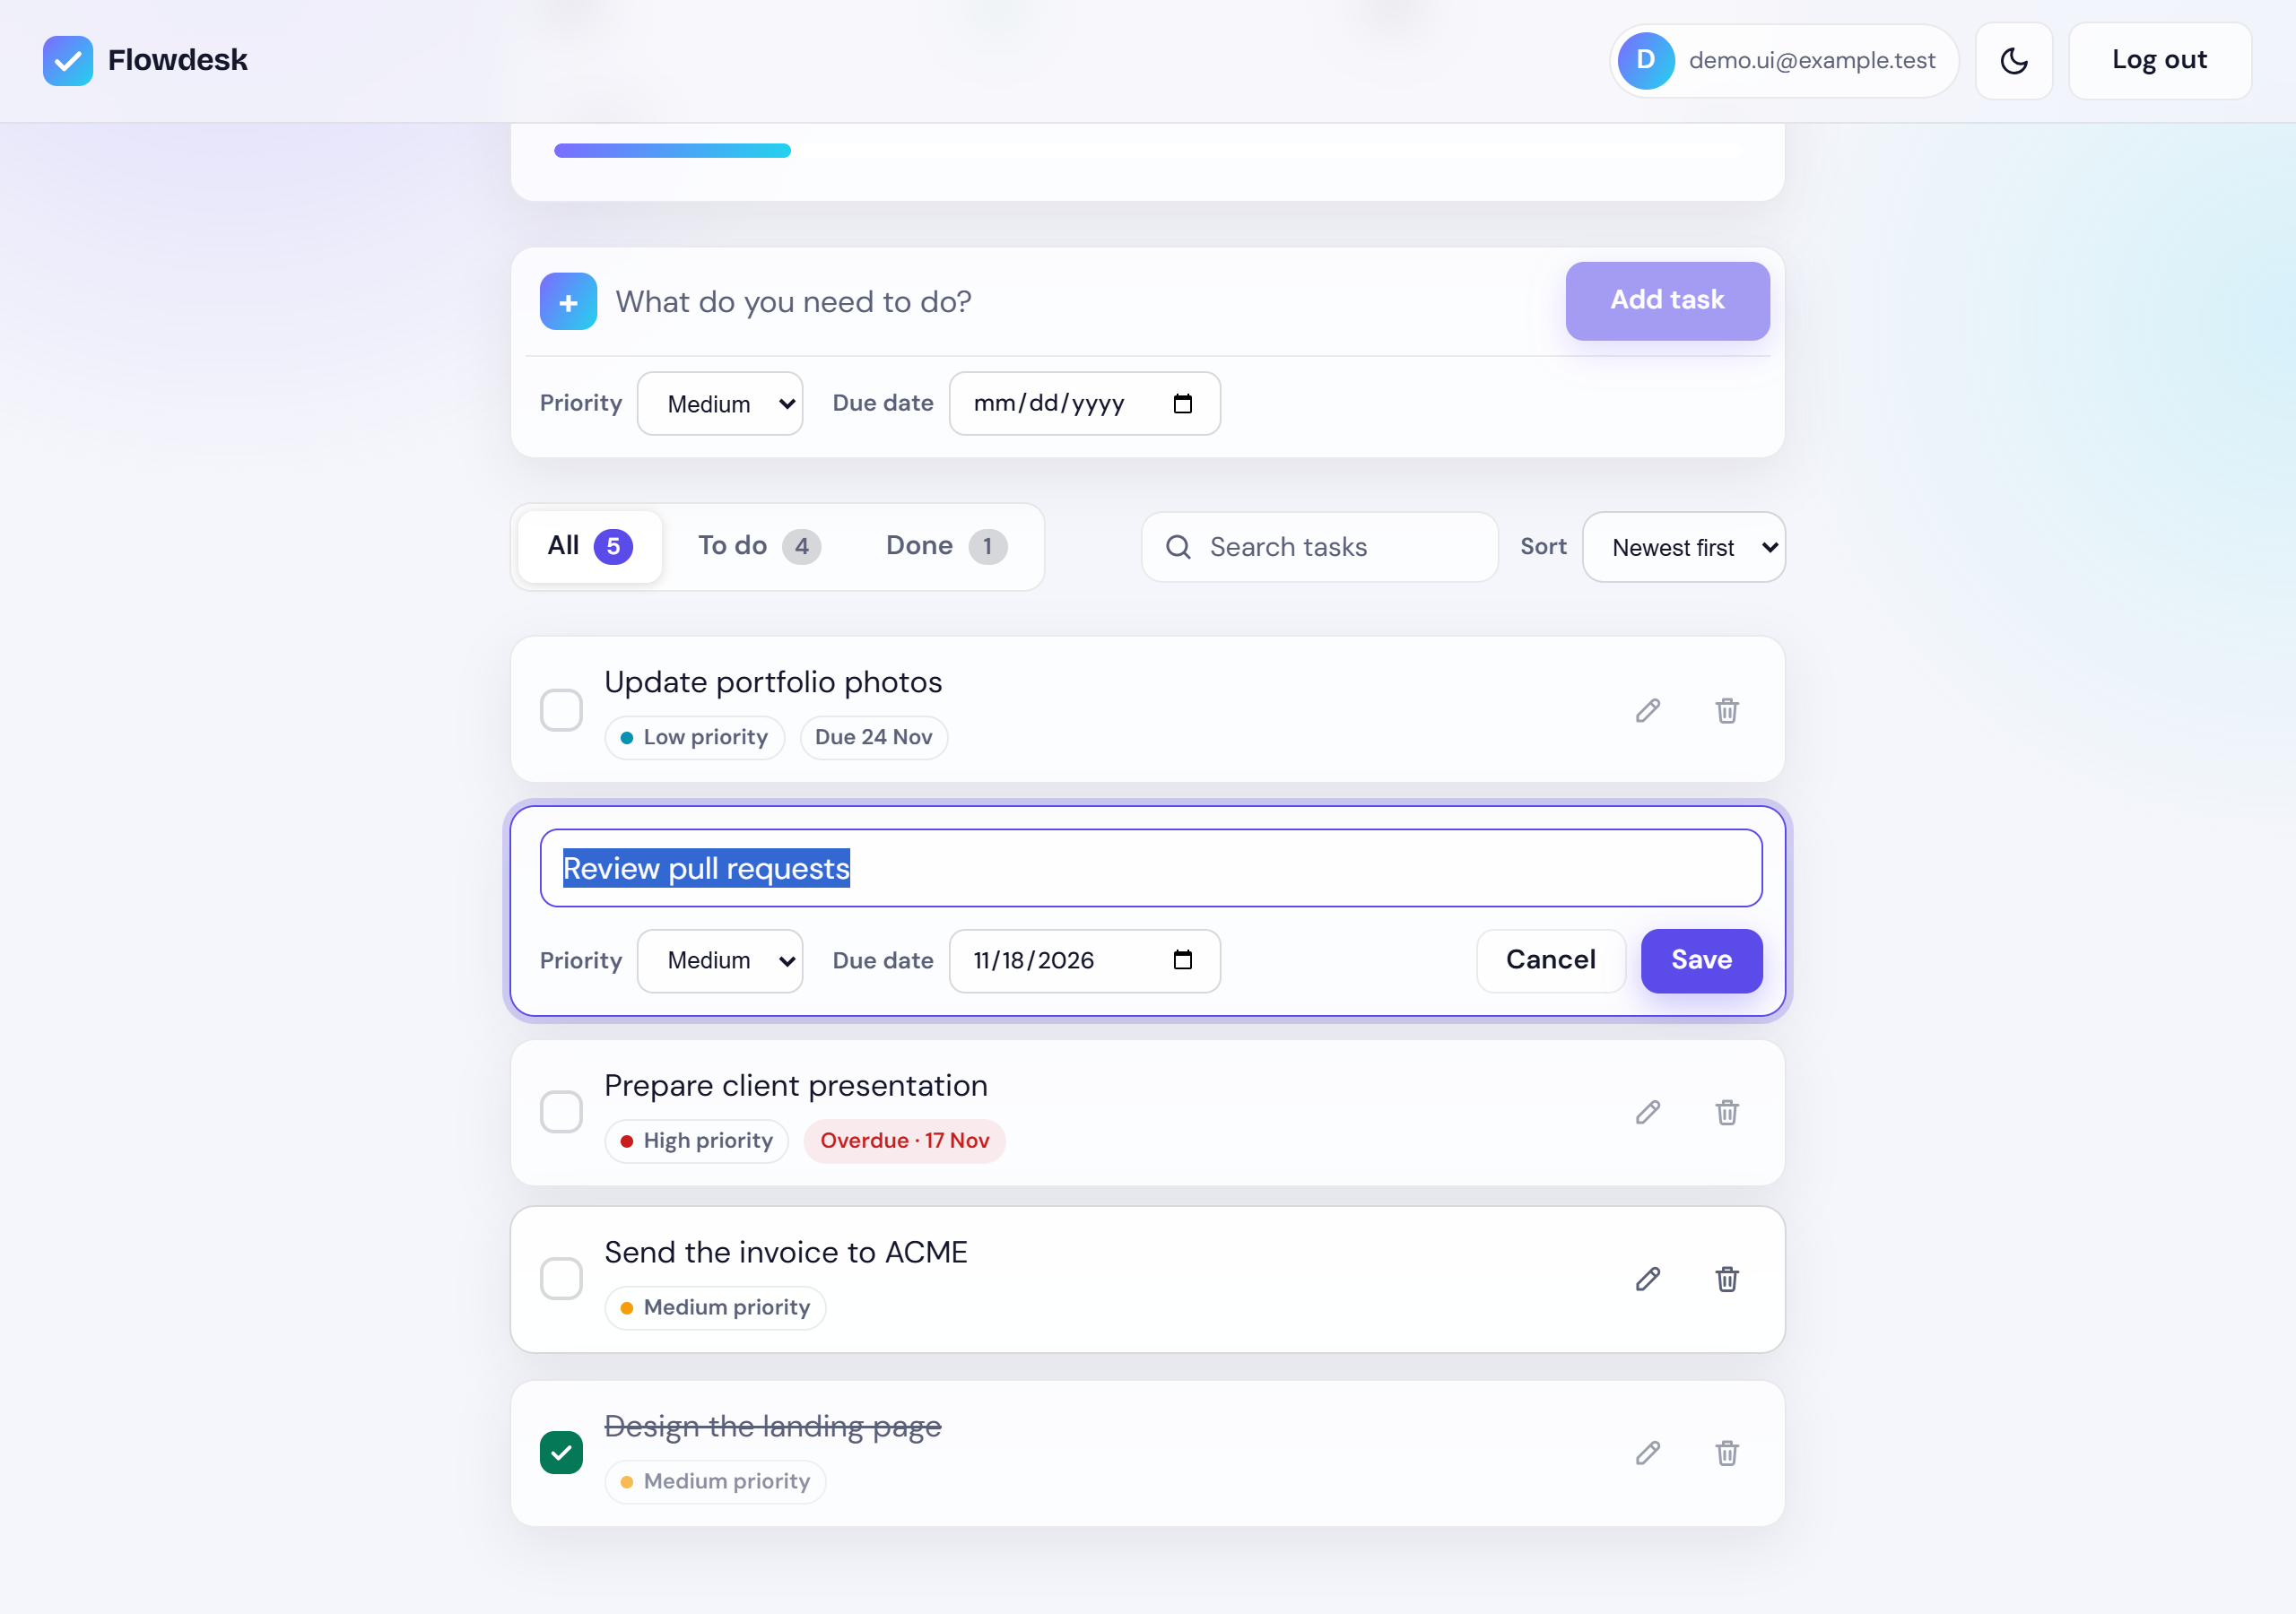 Flowdesk
D demo.ui@example.test
Log out
+ What do you need to do? Add task
Priority Medium Due date mm/dd/yyyy
All 5 To do 4 Done 1 Search tasks Sort Newest first
Update portfolio photos
Low priority Due 24 Nov
Review pull requests
Priority Medium Due date 11/18/2026 Cancel Save
Prepare client presentation
High priority Overdue · 17 Nov
Send the invoice to ACME
Medium priority
Design the landing page
Medium priority